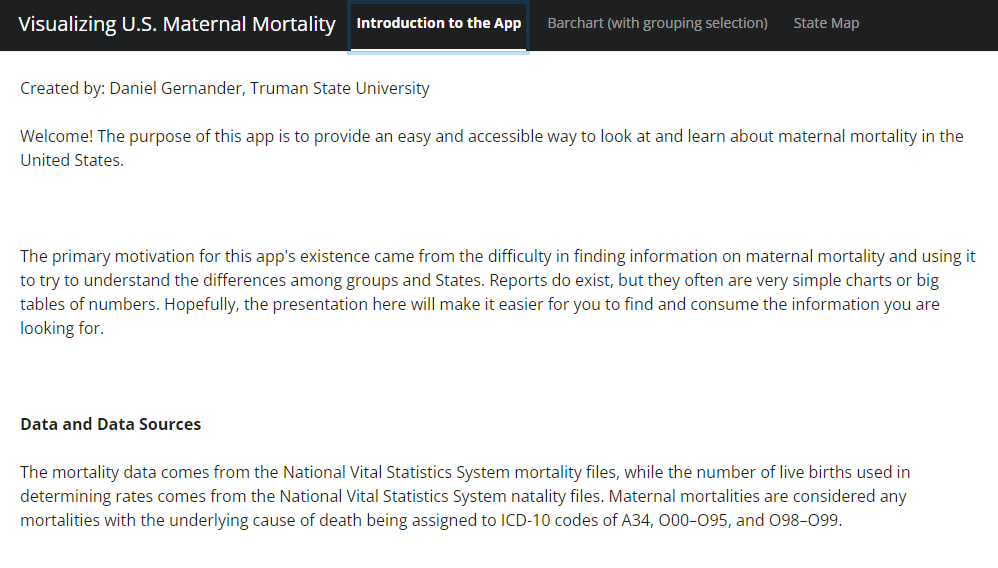 Visualizing U.S. Maternal Mortality Introduction to the App Barchart (with grouping selection) State Map
Created by: Daniel Gernander, Truman State University
Welcome! The purpose of this app is to provide an easy and accessible way to look at and learn about maternal mortality in the
United States.
The primary motivation for this app's existence came from the difficulty in finding information on maternal mortality and using it
to try to understand the differences among groups and States. Reports do exist, but they often are very simple charts or big
tables of numbers. Hopefully, the presentation here will make it easier for you to find and consume the information you are
looking for.
Data and Data Sources
The mortality data comes from the National Vital Statistics System mortality files, while the number of live births used in
determining rates comes from the National Vital Statistics System natality files. Maternal mortalities are considered any
mortalities with the underlying cause of death being assigned to ICD-10 codes of A34, O00–O95, and O98–O99.